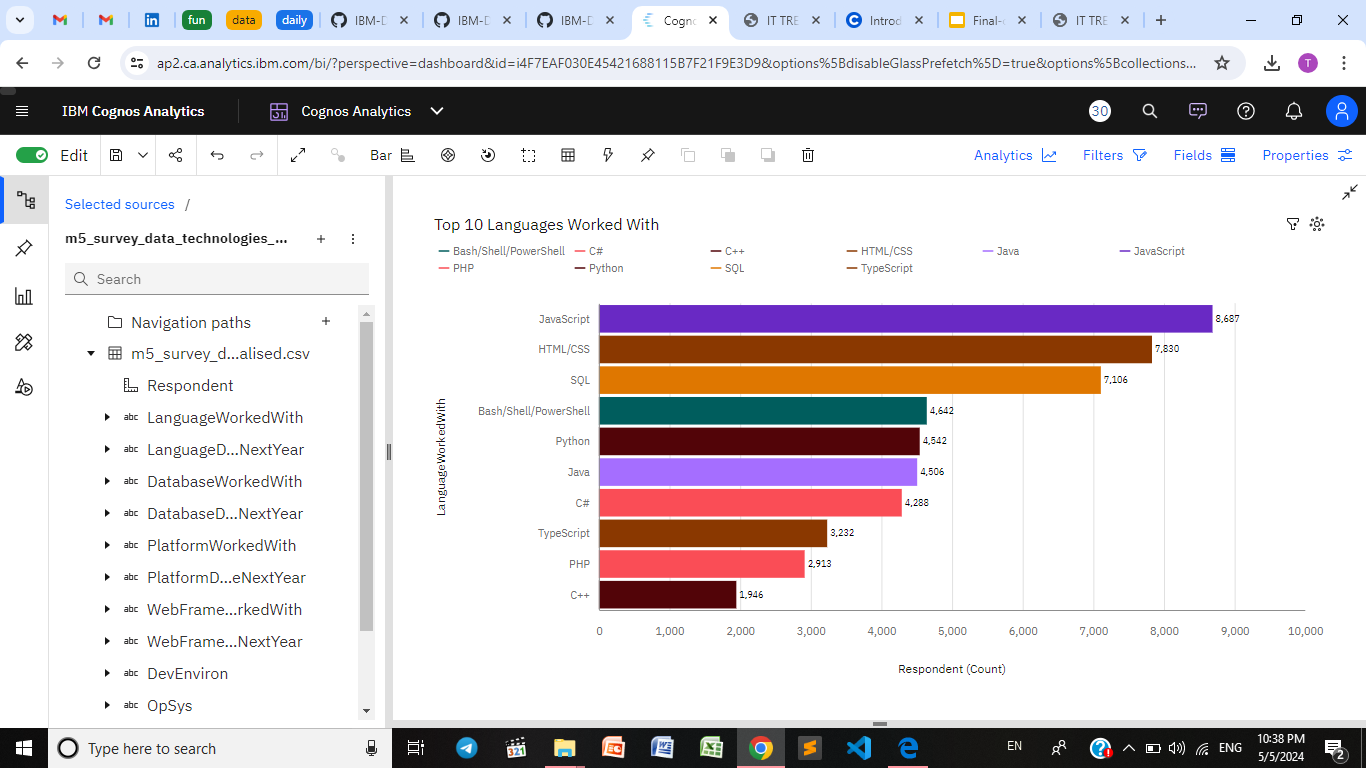 fun
data
daily
IBM-D
IBM-D
IBM-D
Cogno
IT TRE
Intro
Final-A
IT TRE
ap2.ca.analytics.ibm.com/bi/?perspective=dashboard&id=i4F7EAF030E45421688115B7F21F9E3D9&options%5BdisableGlassPrefetch%5D=true&options%5Bcollections...
T
IBM Cognos Analytics
Cognos Analytics
30
Edit
Bar
Analytics
Filters
Fields
Properties
Selected sources /
m5_survey_data_technologies_...
Search
Navigation paths
m5_survey_d...alised.csv
Respondent
abc LanguageWorkedWith
abc LanguageD...NextYear
abc DatabaseWorkedWith
abc DatabaseD...NextYear
abc PlatformWorkedWith
abc PlatformD...eNextYear
abc WebFrame...rkedWith
abc WebFrame...NextYear
abc DevEnviron
abc OpSys
Top 10 Languages Worked With
Bash/Shell/PowerShell C# C++ HTML/CSS Java JavaScript
PHP Python SQL TypeScript
LanguageWorkedWith
JavaScript 8,687
HTML/CSS 7,830
SQL 7,106
Bash/Shell/PowerShell 4,642
Python 4,542
Java 4,506
C# 4,288
TypeScript 3,232
PHP 2,913
C++ 1,946
0 1,000 2,000 3,000 4,000 5,000 6,000 7,000 8,000 9,000 10,000
Respondent (Count)
Type here to search
321
EN
ENG
10:38 PM
5/5/2024
2